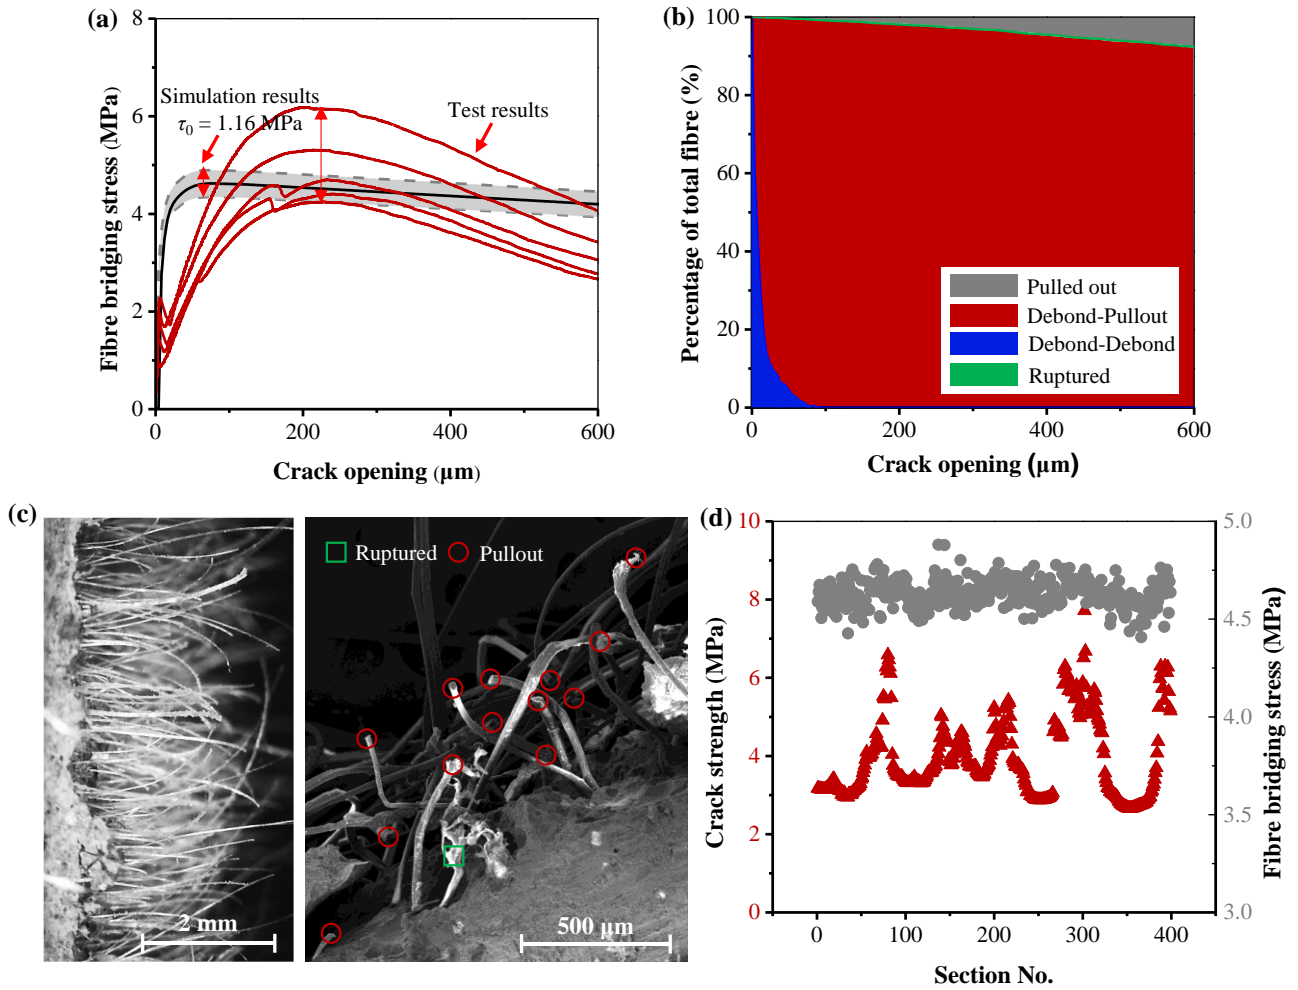 (a)
8
6
4
2
0
0
200
400
600
Fibre bridging stress (MPa)
Crack opening (µm)
Simulation results
τ0 = 1.16 MPa
Test results
(b)
100
80
60
40
20
0
0
200
400
600
Percentage of total fibre (%)
Crack opening (µm)
Pulled out
Debond-Pullout
Debond-Debond
Ruptured
(c)
2 mm
Ruptured
Pullout
500 µm
(d)
10
8
6
4
2
0
0
100
200
300
400
5.0
4.5
4.0
3.5
3.0
Crack strength (MPa)
Fibre bridging stress (MPa)
Section No.